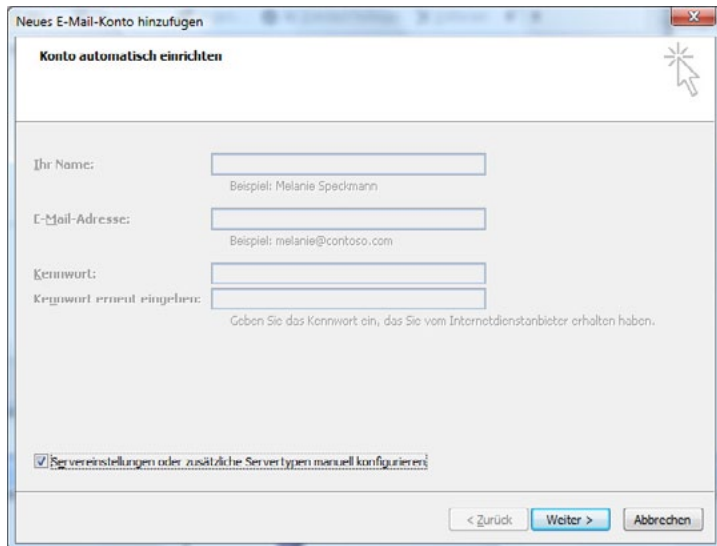 Neues E-Mail-Konto hinzufügen
Konto automatisch einrichten
Ihr Name:
Beispiel: Melanie Speckmann
E-Mail-Adresse:
Beispiel: melanie@contoso.com
Kennwort:
Kennwort erneut eingeben:
Geben Sie das Kennwort ein, das Sie vom Internetdienstanbieter erhalten haben.
Servereinstellungen oder zusätzliche Servertypen manuell konfigurieren
< Zurück Weiter > Abbrechen